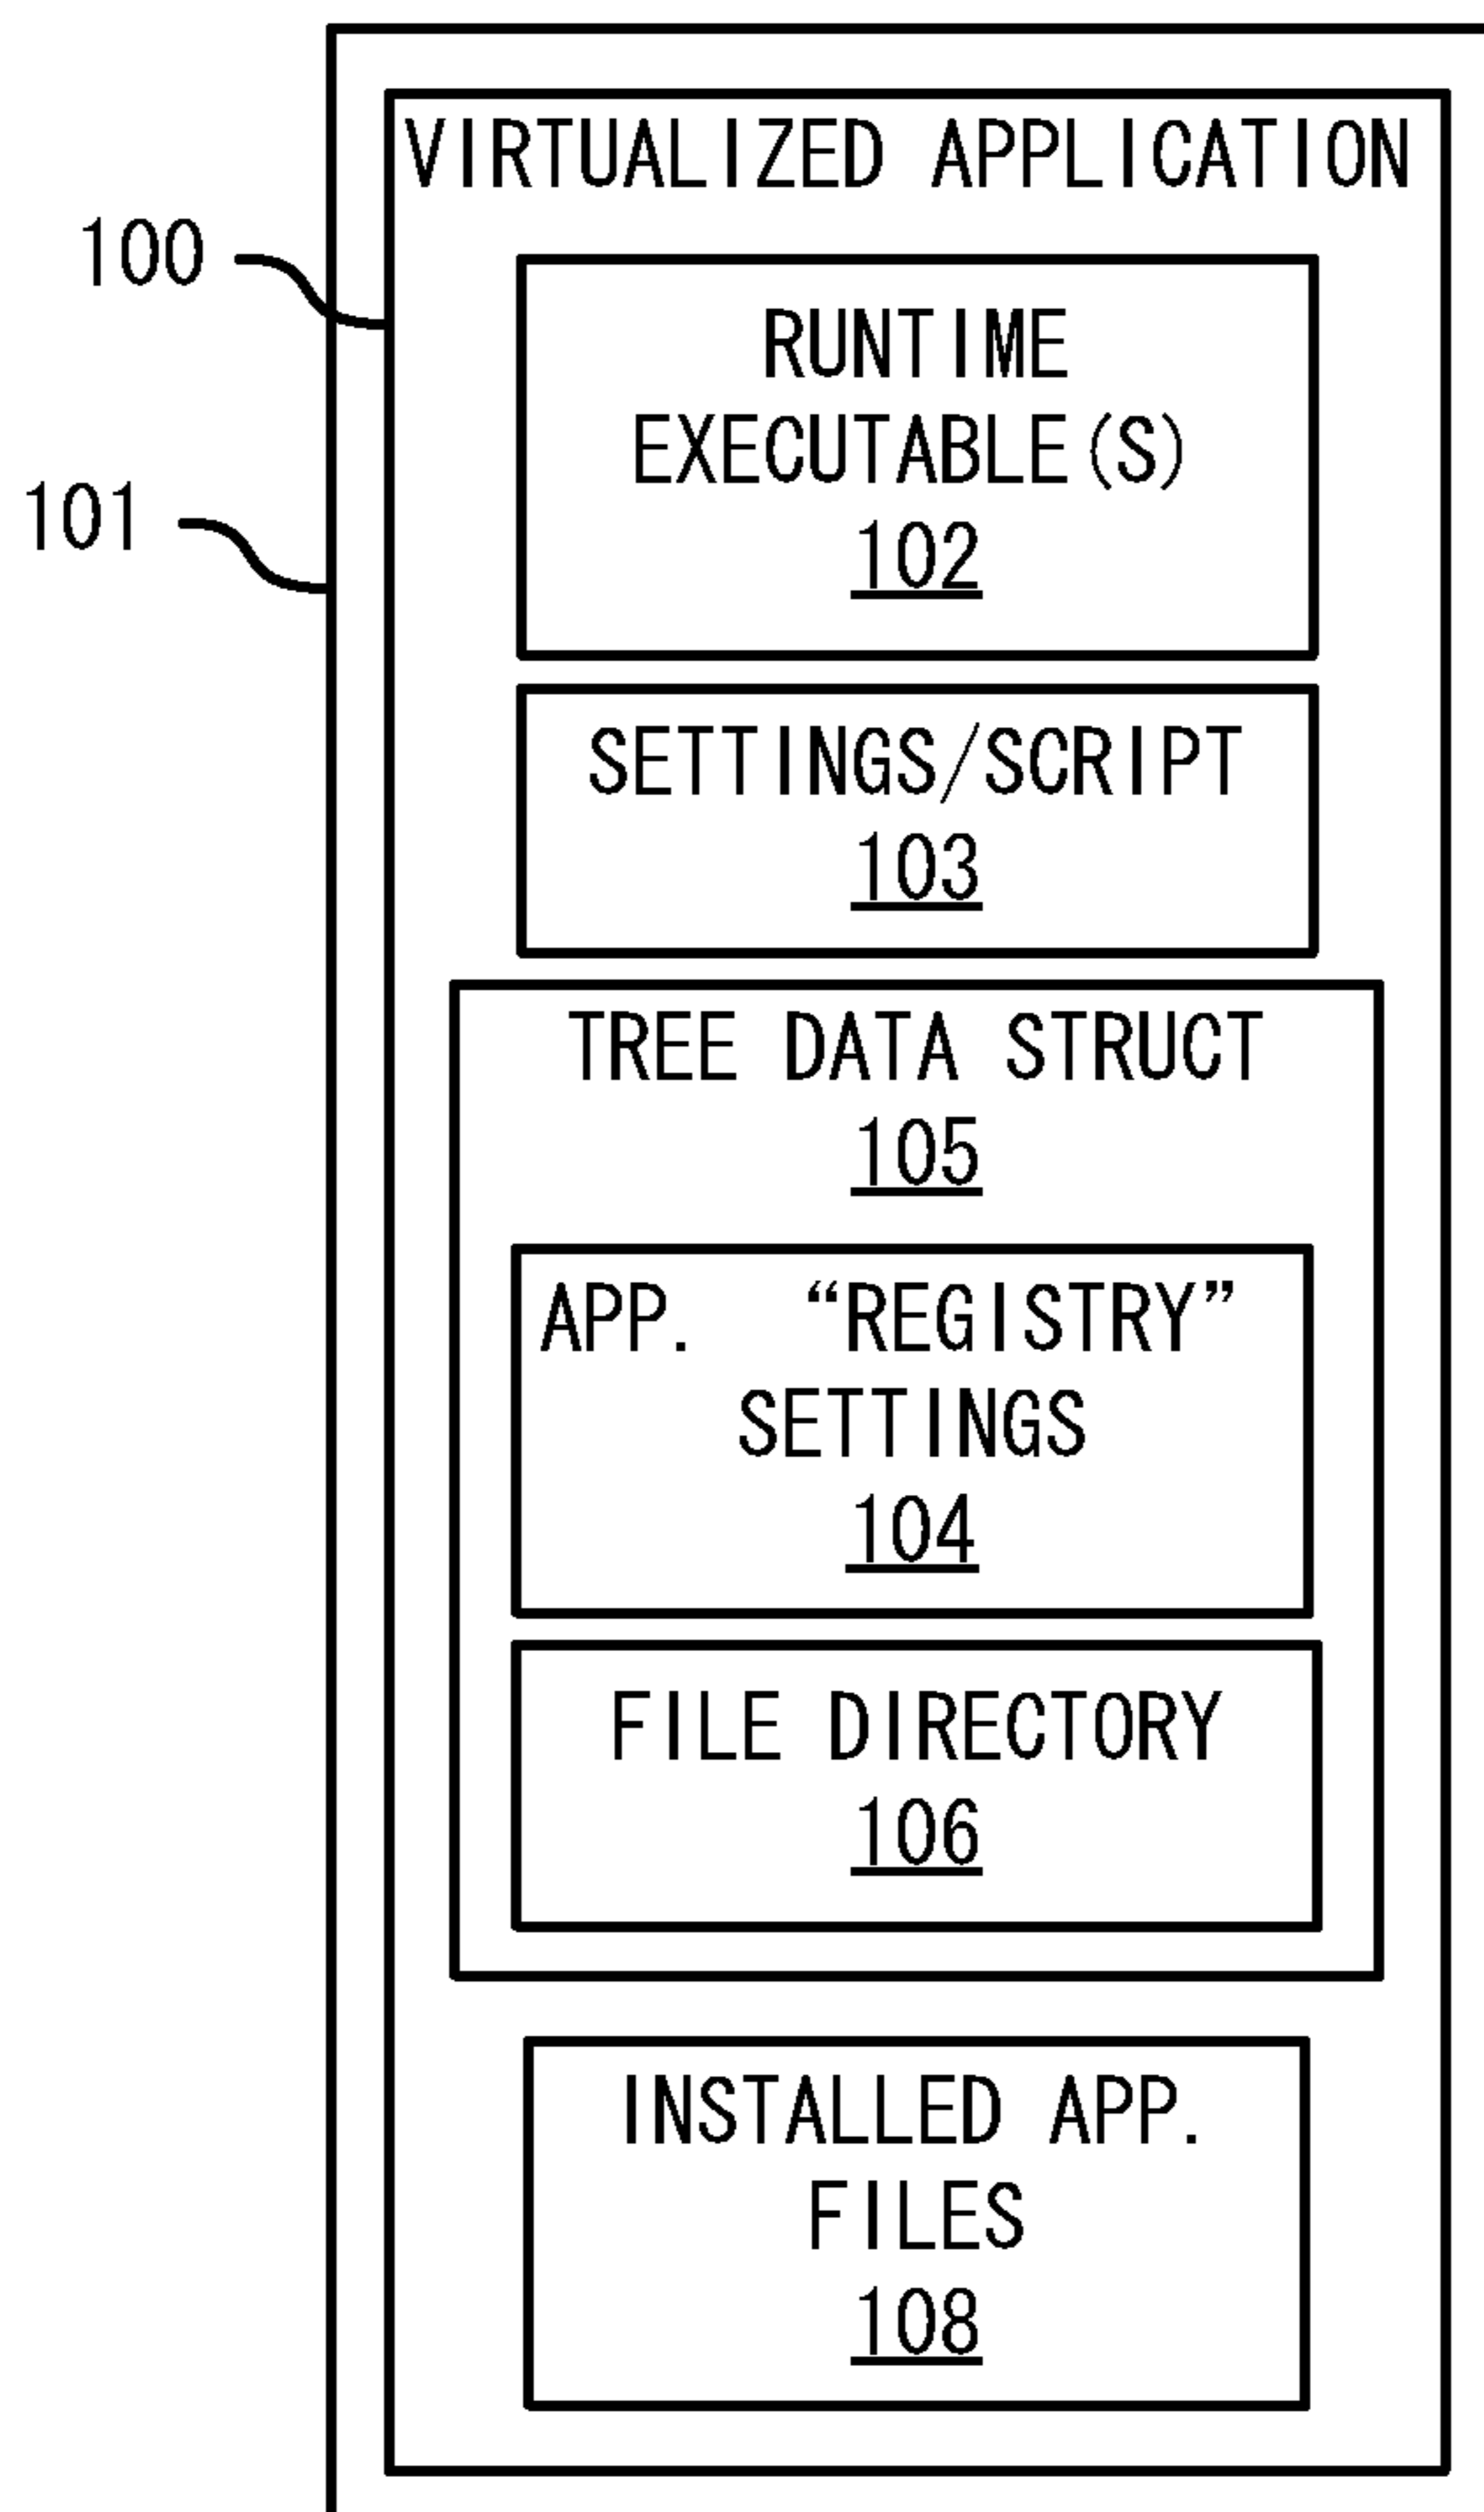 VIRTUALIZED APPLICATION
100
RUNTIME
EXECUTABLE(S)
102
101
SETTINGS/SCRIPT
103
TREE DATA STRUCT
105
APP. “REGISTRY”
SETTINGS
104
FILE DIRECTORY
106
INSTALLED APP.
FILES
108